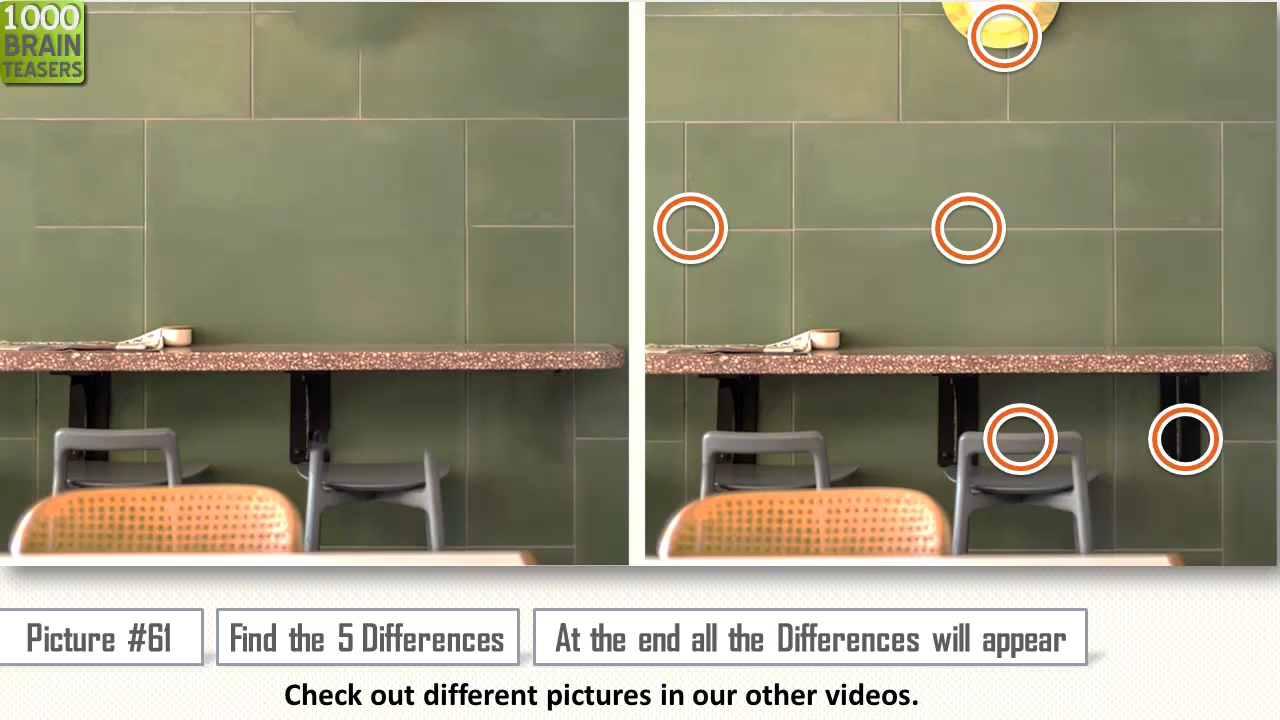 1000
BRAIN
TEASERS
Picture #61
Find the 5 Differences
At the end all the Differences will appear
Check out different pictures in our other videos.